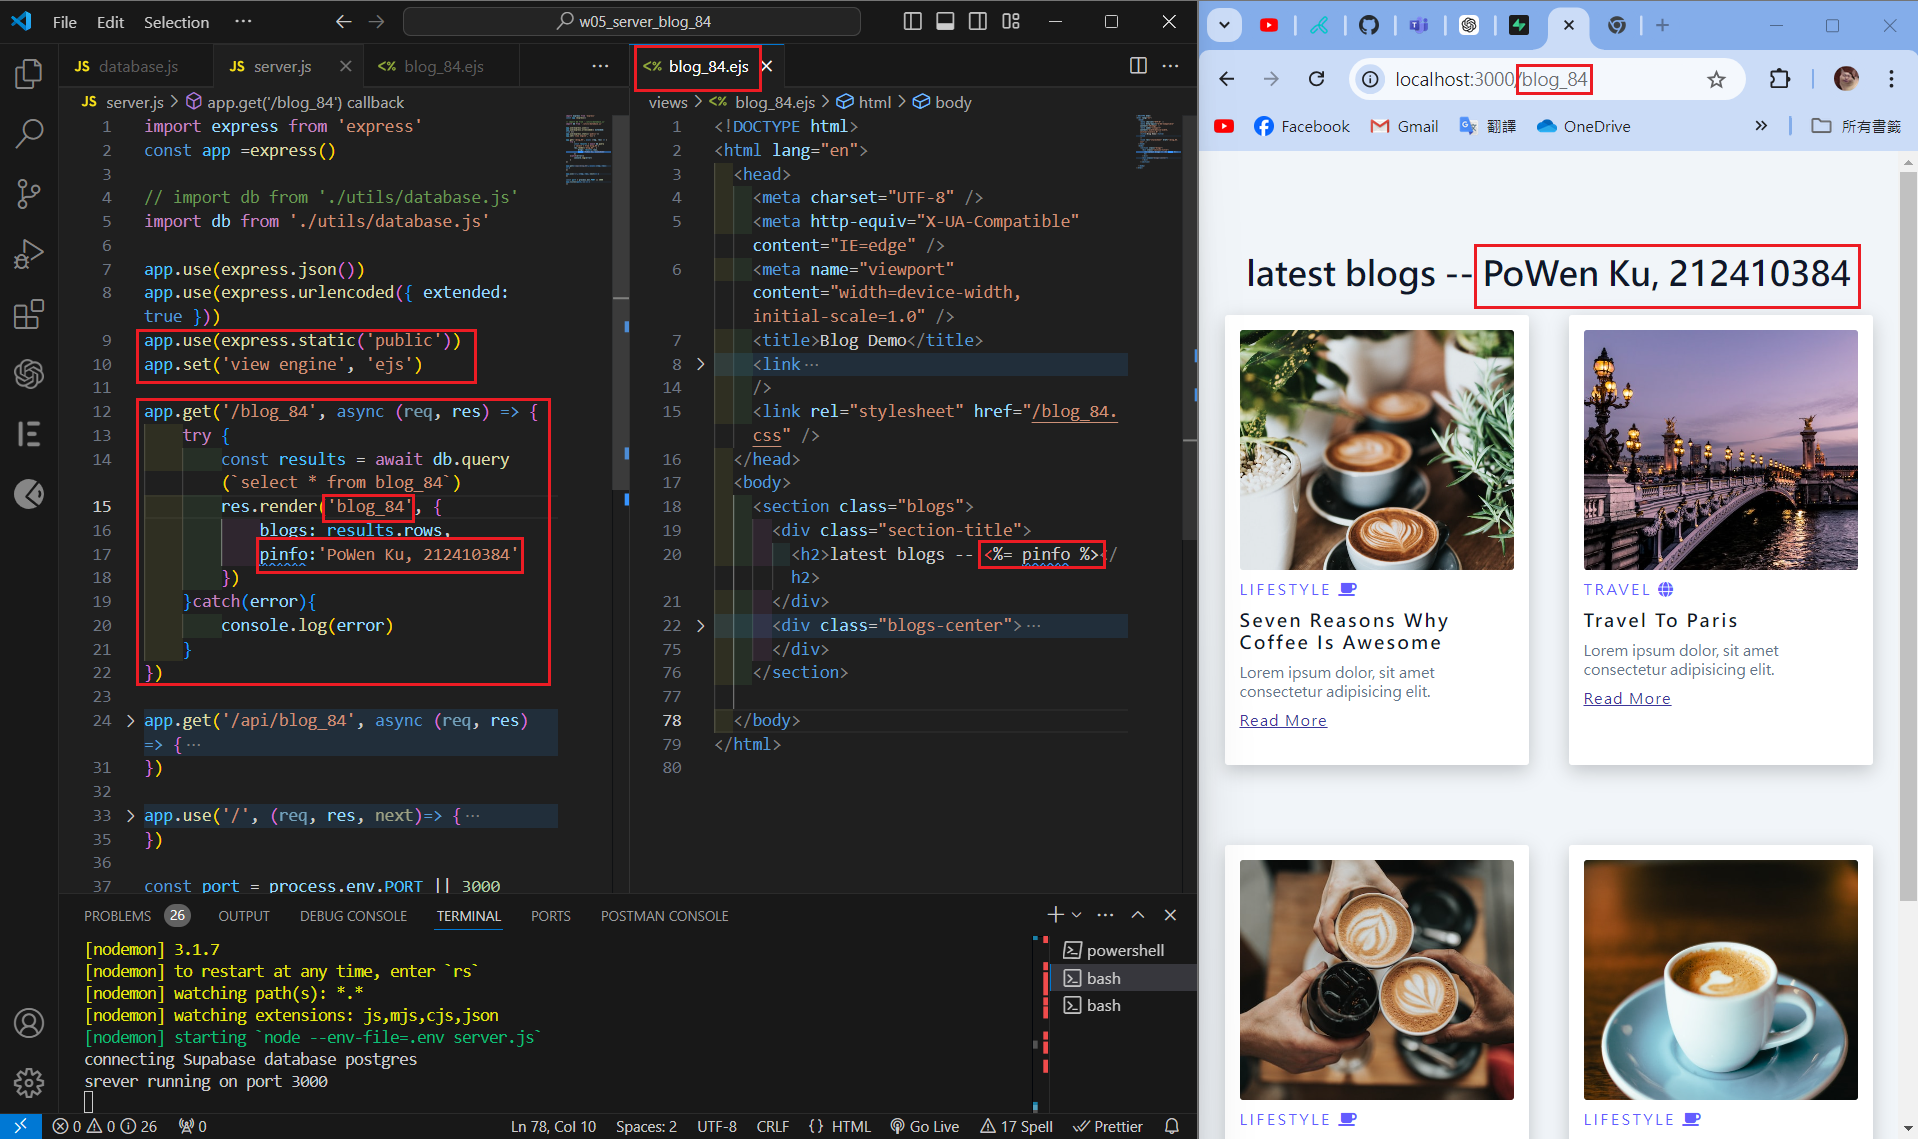 File Edit Selection ··· w05_server_blog_84
JS database.js JS server.js <%> blog_84.ejs ···
JS server.js > app.get('/blog_84') callback
1 import express from 'express'
2 const app =express()
3
4 // import db from './utils/database.js'
5 import db from './utils/database.js'
6
7 app.use(express.json())
8 app.use(express.urlencoded({ extended:
true }))
9 app.use(express.static('public'))
10 app.set('view engine', 'ejs')
11
12 app.get('/blog_84', async (req, res) => {
13 try {
14 const results = await db.query
(`select * from blog_84`)
15 res.render('blog_84', {
16 blogs: results.rows,
17 pinfo:'PoWen Ku, 212410384'
18 })
19 }catch(error){
20 console.log(error)
21 }
22 })
23
24 app.get('/api/blog_84', async (req, res)
=> { ···
31 })
32
33 app.use('/', (req, res, next)=> { ···
35 })
36
37 const port = process.env.PORT || 3000
<%> blog_84.ejs ···
views > <%> blog_84.ejs > html > body
1 <!DOCTYPE html>
2 <html lang="en">
3 <head>
4 <meta charset="UTF-8" />
5 <meta http-equiv="X-UA-Compatible"
content="IE=edge" />
6 <meta name="viewport"
content="width=device-width,
initial-scale=1.0" />
7 <title>Blog Demo</title>
8 <link ···
14 />
15 <link rel="stylesheet" href="/blog_84.
css" />
16 </head>
17 <body>
18 <section class="blogs">
19 <div class="section-title">
20 <h2>latest blogs -- <%= pinfo %></
h2>
21 </div>
22 <div class="blogs-center"> ···
75 </div>
76 </section>
77
78 </body>
79 </html>
80
PROBLEMS 26 OUTPUT DEBUG CONSOLE TERMINAL PORTS POSTMAN CONSOLE
[nodemon] 3.1.7
[nodemon] to restart at any time, enter `rs`
[nodemon] watching path(s): *.*
[nodemon] watching extensions: js,mjs,cjs,json
[nodemon] starting `node --env-file=.env server.js`
connecting Supabase database postgres
srever running on port 3000
powershell
bash
bash
0 0 26 0 Ln 78, Col 10 Spaces: 2 UTF-8 CRLF {} HTML Go Live 17 Spell Prettier
localhost:3000/blog_84
Facebook Gmail 翻譯 OneDrive » 所有書籤
latest blogs -- PoWen Ku, 212410384
LIFESTYLE
Seven Reasons Why
Coffee Is Awesome
Lorem ipsum dolor, sit amet
consectetur adipisicing elit.
Read More
TRAVEL
Travel To Paris
Lorem ipsum dolor, sit amet
consectetur adipisicing elit.
Read More
LIFESTYLE
LIFESTYLE